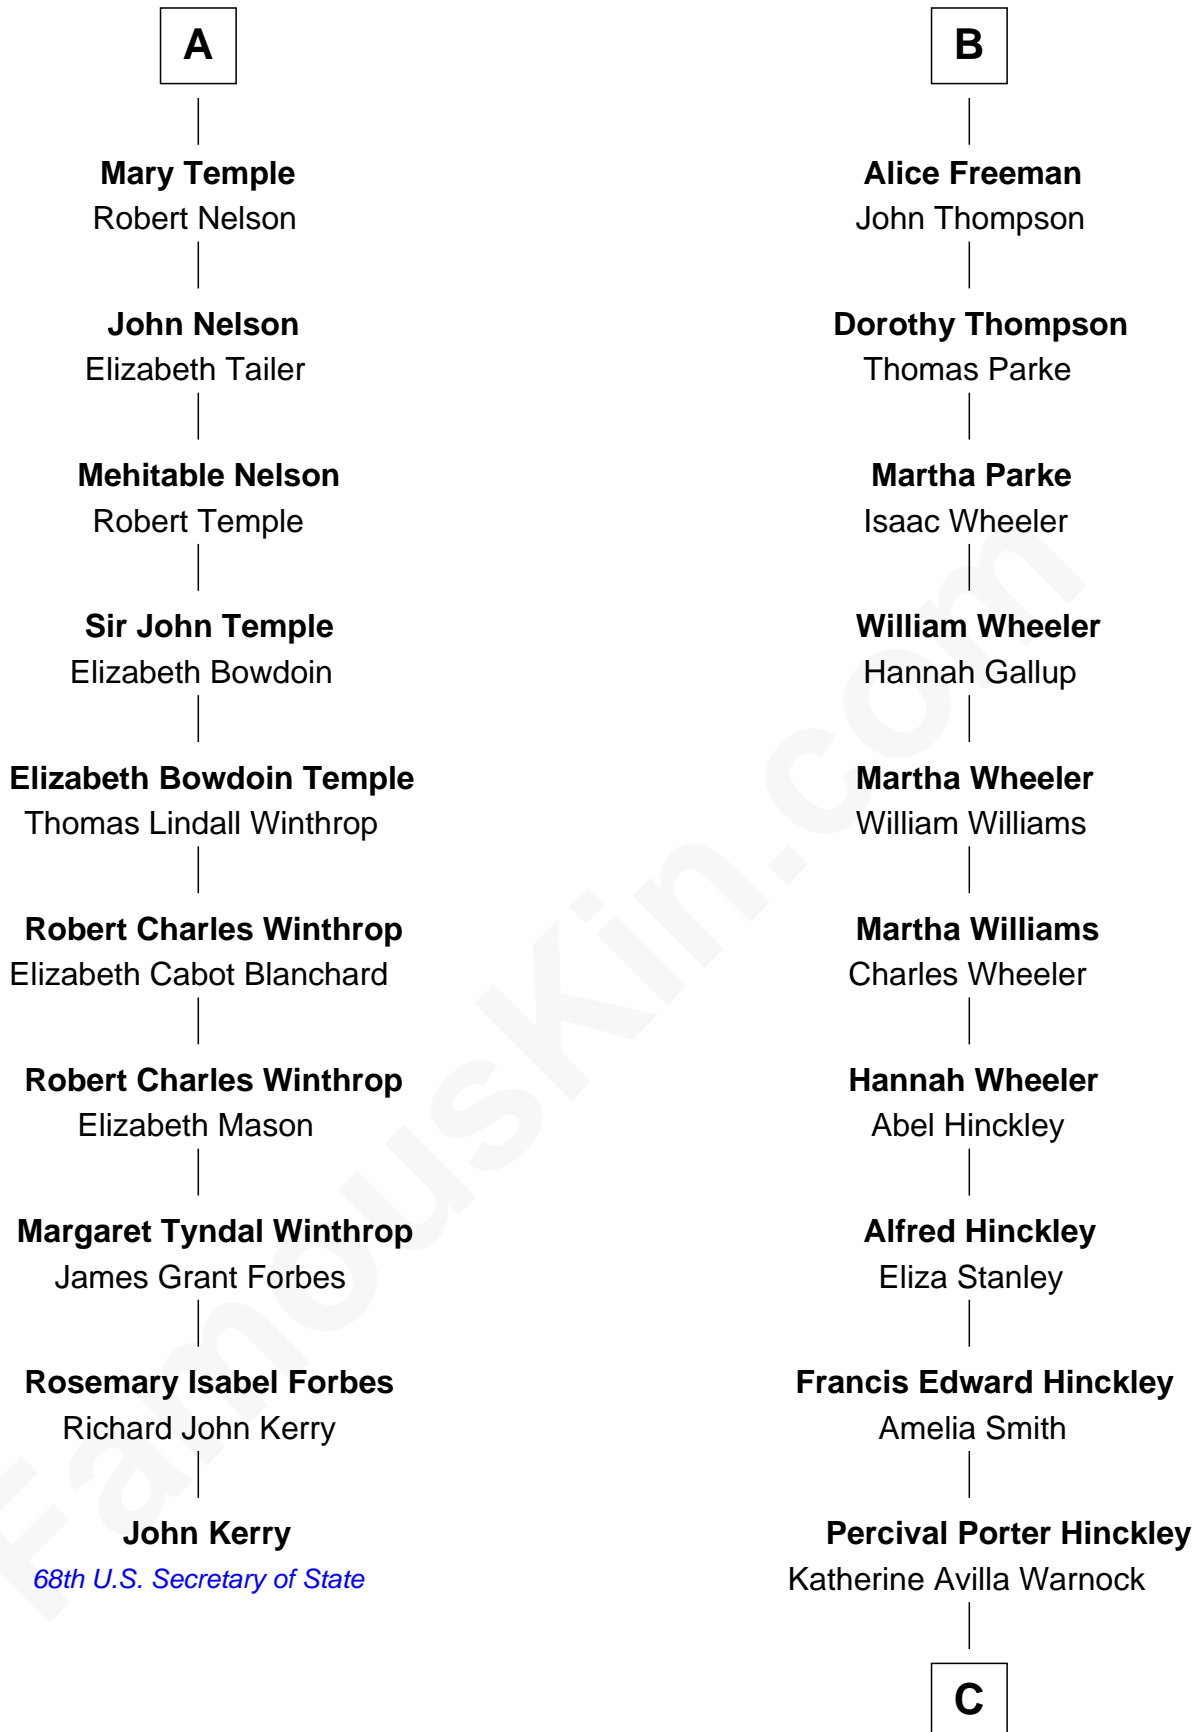 A
Mary Temple
Robert Nelson
John Nelson
Elizabeth Tailer
Mehitable Nelson
Robert Temple
Sir John Temple
Elizabeth Bowdoin
Elizabeth Bowdoin Temple
Thomas Lindall Winthrop
Robert Charles Winthrop
Elizabeth Cabot Blanchard
Robert Charles Winthrop
Elizabeth Mason
Margaret Tyndal Winthrop
James Grant Forbes
Rosemary Isabel Forbes
Richard John Kerry
John Kerry
68th U.S. Secretary of State
B
Alice Freeman
John Thompson
Dorothy Thompson
Thomas Parke
Martha Parke
Isaac Wheeler
William Wheeler
Hannah Gallup
Martha Wheeler
William Williams
Martha Williams
Charles Wheeler
Hannah Wheeler
Abel Hinckley
Alfred Hinckley
Eliza Stanley
Francis Edward Hinckley
Amelia Smith
Percival Porter Hinckley
Katherine Avilla Warnock
C
FamousKin.com